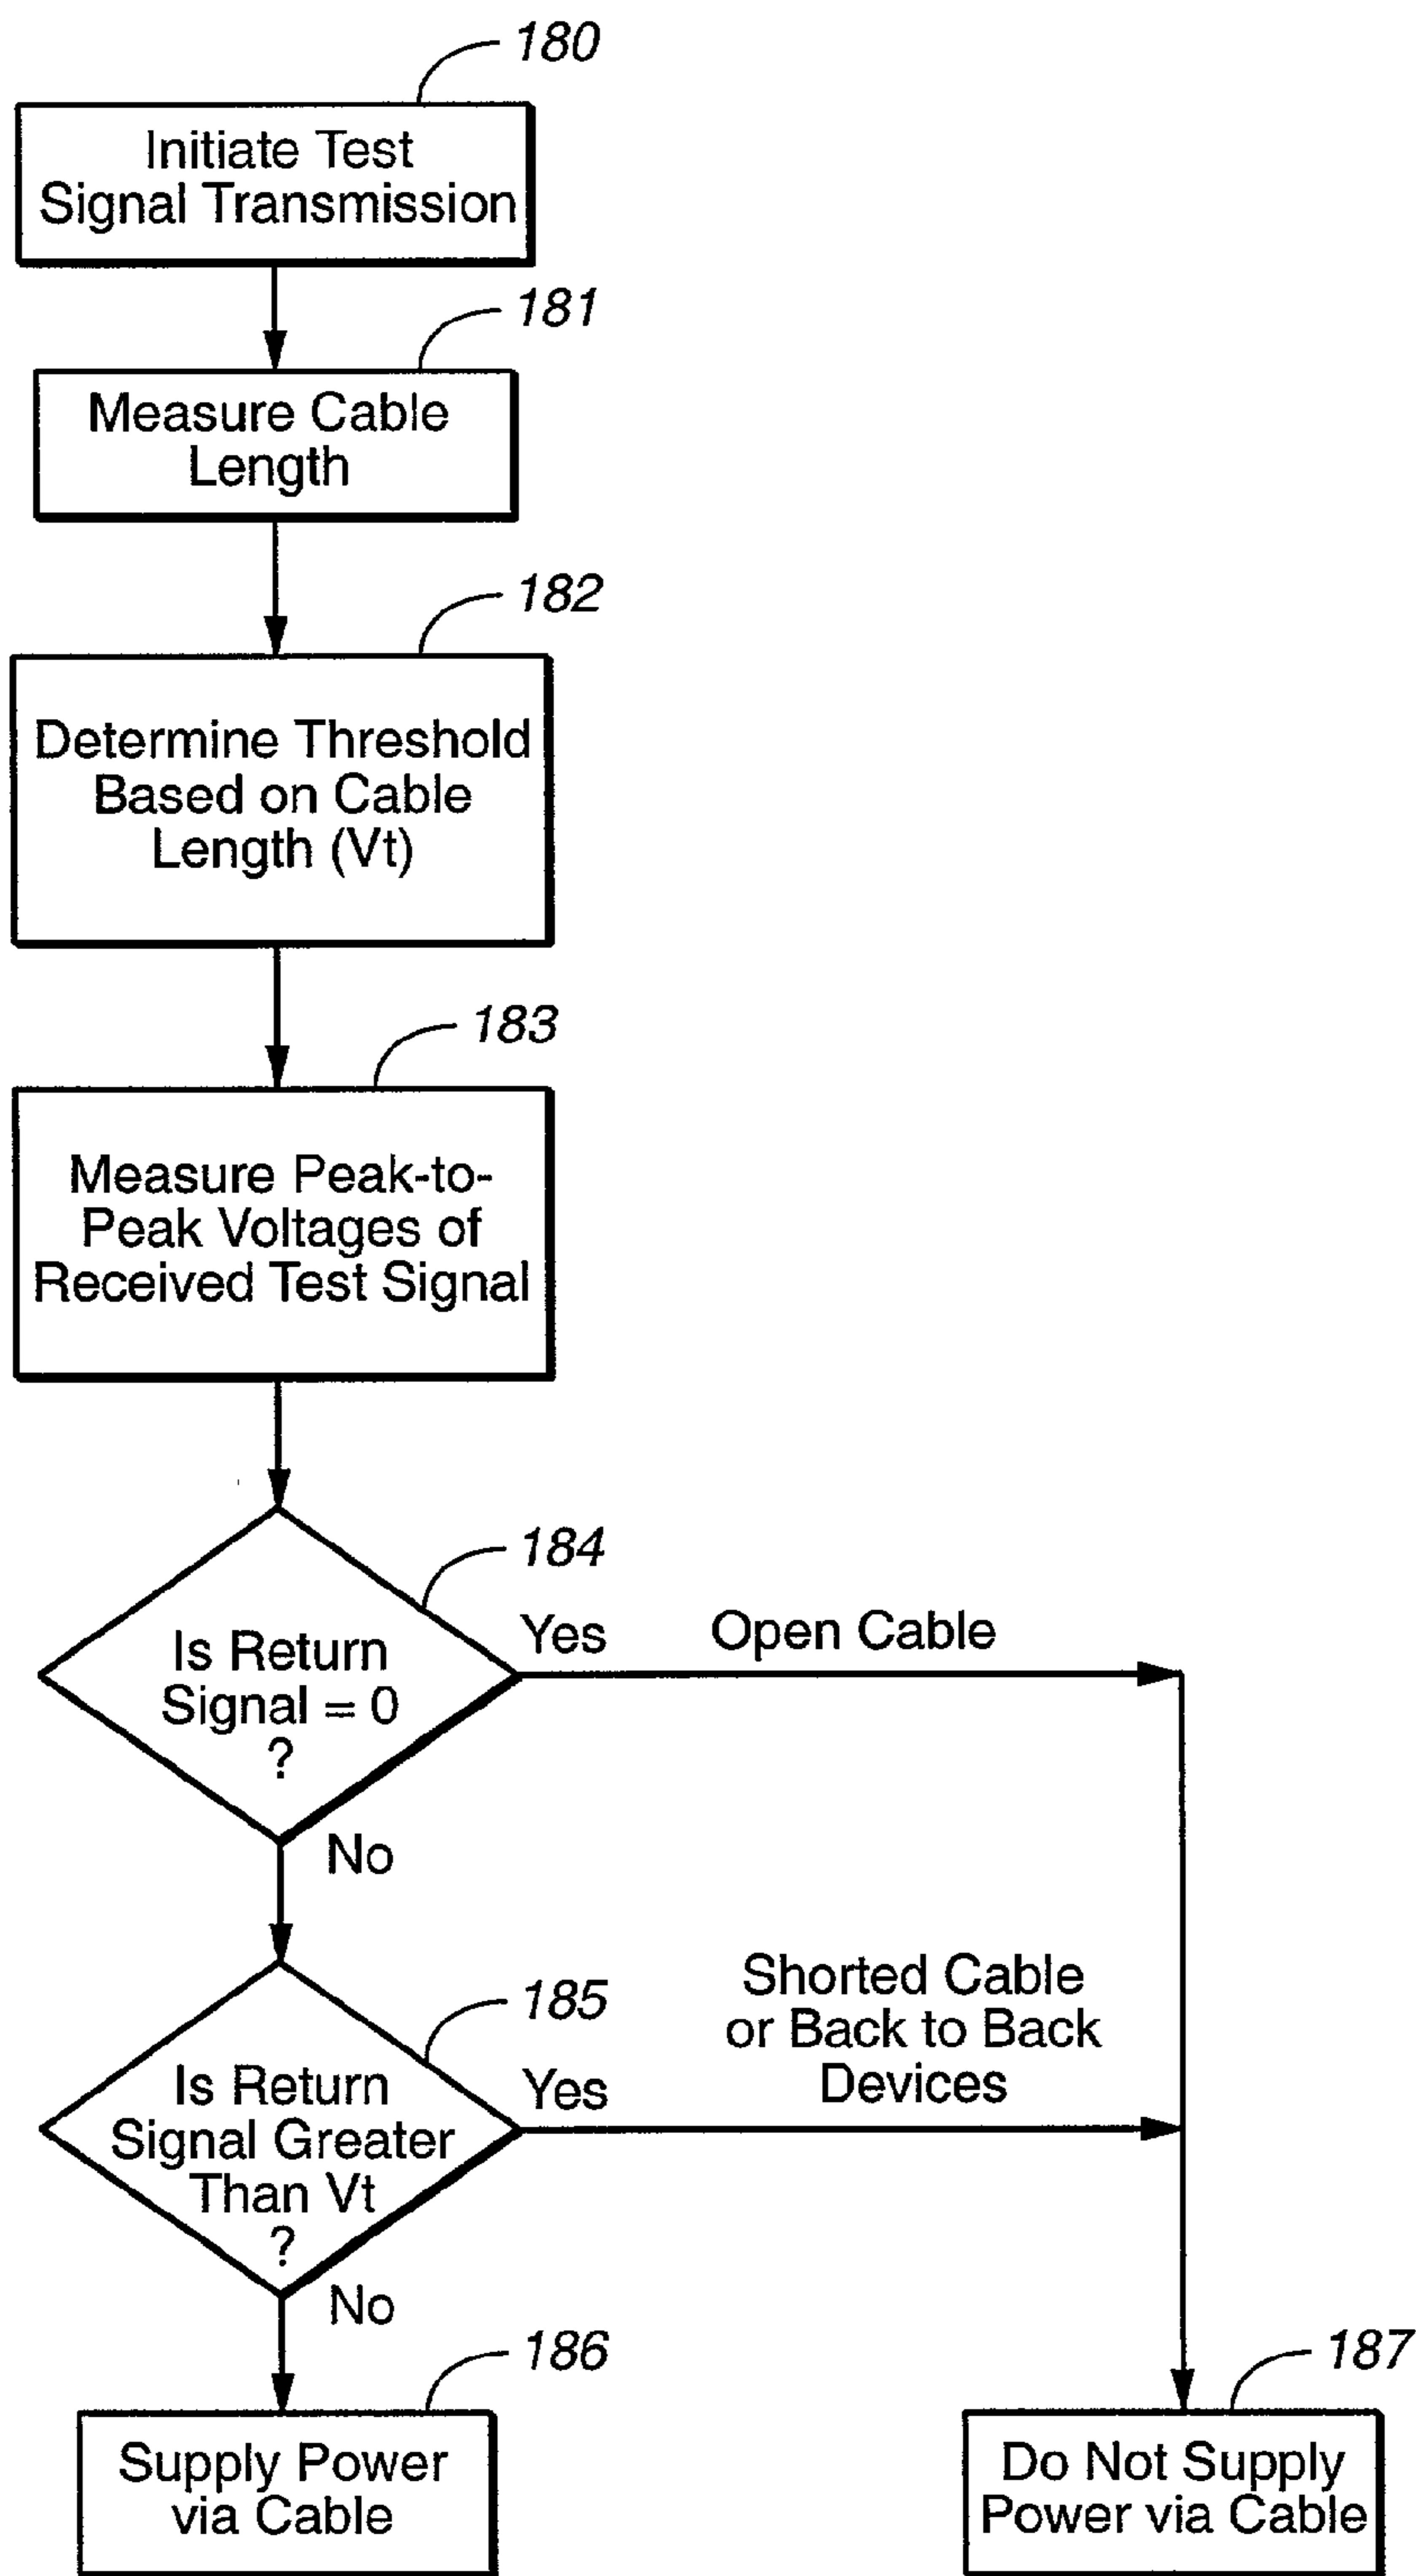 180
Initiate Test
Signal Transmission
181
Measure Cable
Length
182
Determine Threshold
Based on Cable
Length (Vt)
183
Measure Peak-to-
Peak Voltages of
Received Test Signal
184
Is Return
Signal = 0
?
Yes
Open Cable
No
185
Is Return
Signal Greater
Than Vt
?
Yes
Shorted Cable
or Back to Back
Devices
No
186
Supply Power
via Cable
187
Do Not Supply
Power via Cable